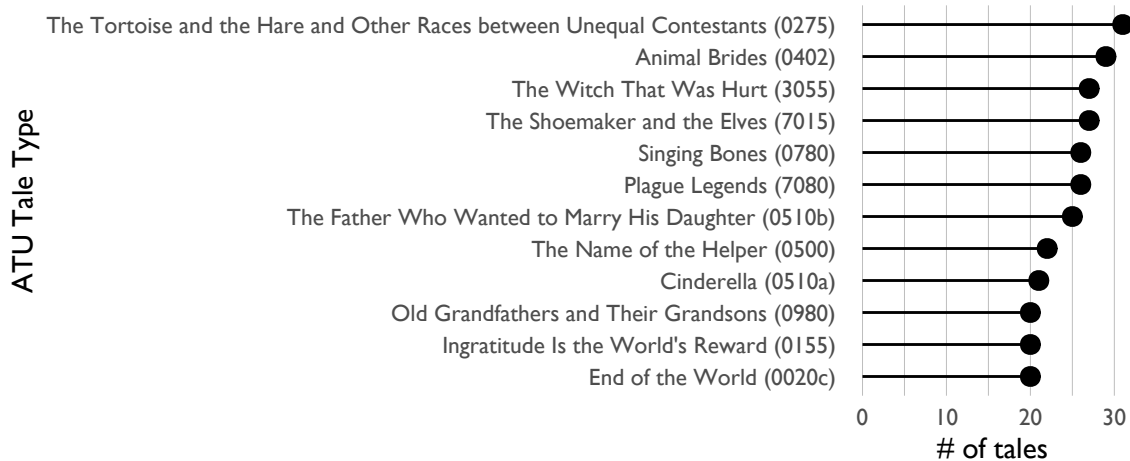 The Tortoise and the Hare and Other Races between Unequal Contestants (0275)
Animal Brides (0402)
The Witch That Was Hurt (3055)
The Shoemaker and the Elves (7015)
Singing Bones (0780)
Plague Legends (7080)
The Father Who Wanted to Marry His Daughter (0510b)
The Name of the Helper (0500)
Cinderella (0510a)
Old Grandfathers and Their Grandsons (0980)
Ingratitude Is the World's Reward (0155)
End of the World (0020c)
ATU Tale Type
0 10 20 30
# of tales